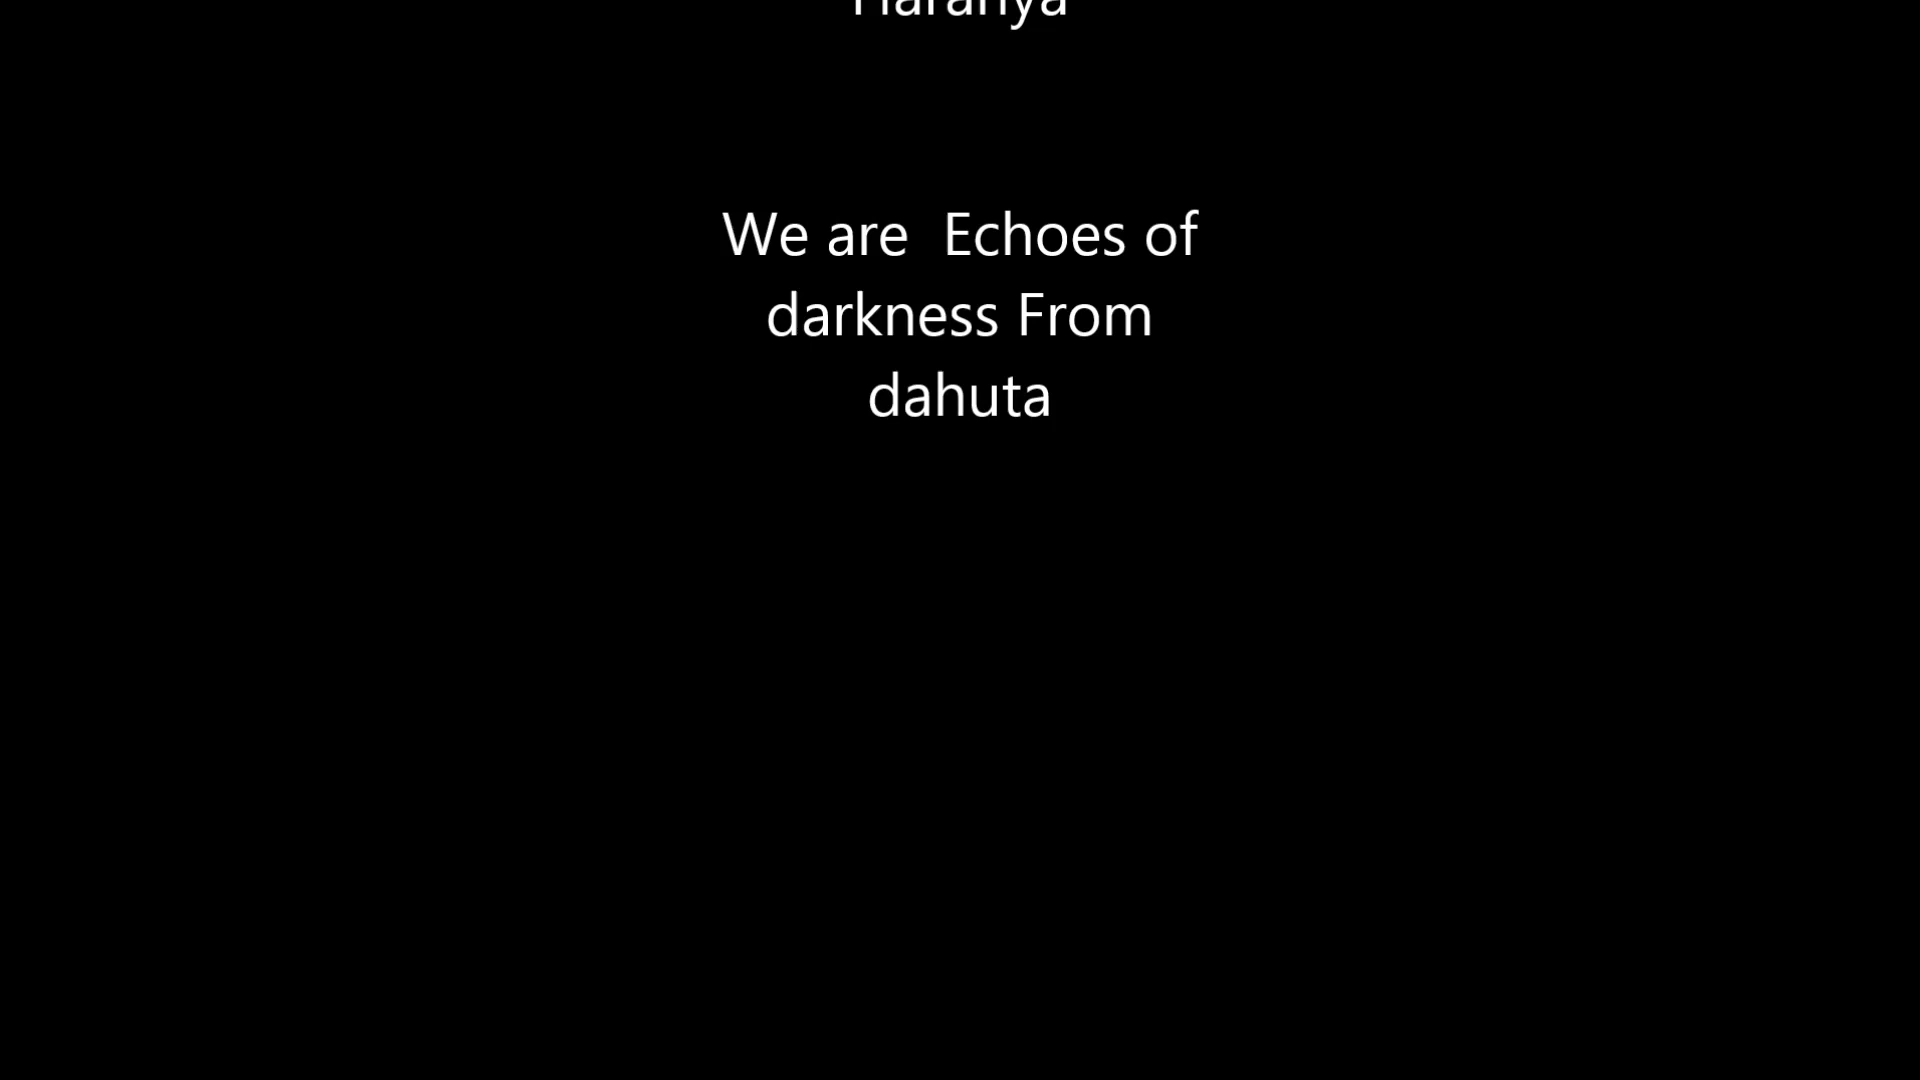 We are  Echoes of
darkness From
dahuta